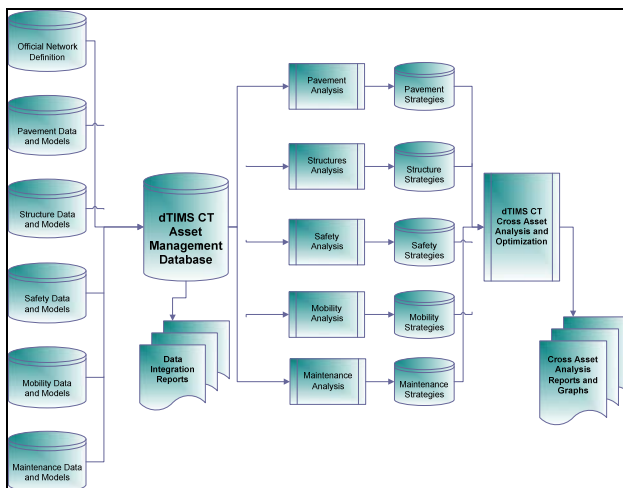 Official Network
Definition
Pavement Data
and Models
Structure Data
and Models
Safety Data
and Models
Mobility Data
and Models
Maintenance Data
and Models
dTIMS CT
Asset
Management
Database
Data
Integration
Reports
Pavement
Analysis
Structures
Analysis
Safety
Analysis
Mobility
Analysis
Maintenance
Analysis
Pavement
Strategies
Structure
Strategies
Safety
Strategies
Mobility
Strategies
Maintenance
Strategies
dTIMS CT
Cross Asset
Analysis and
Optimization
Cross Asset
Analysis
Reports and
Graphs